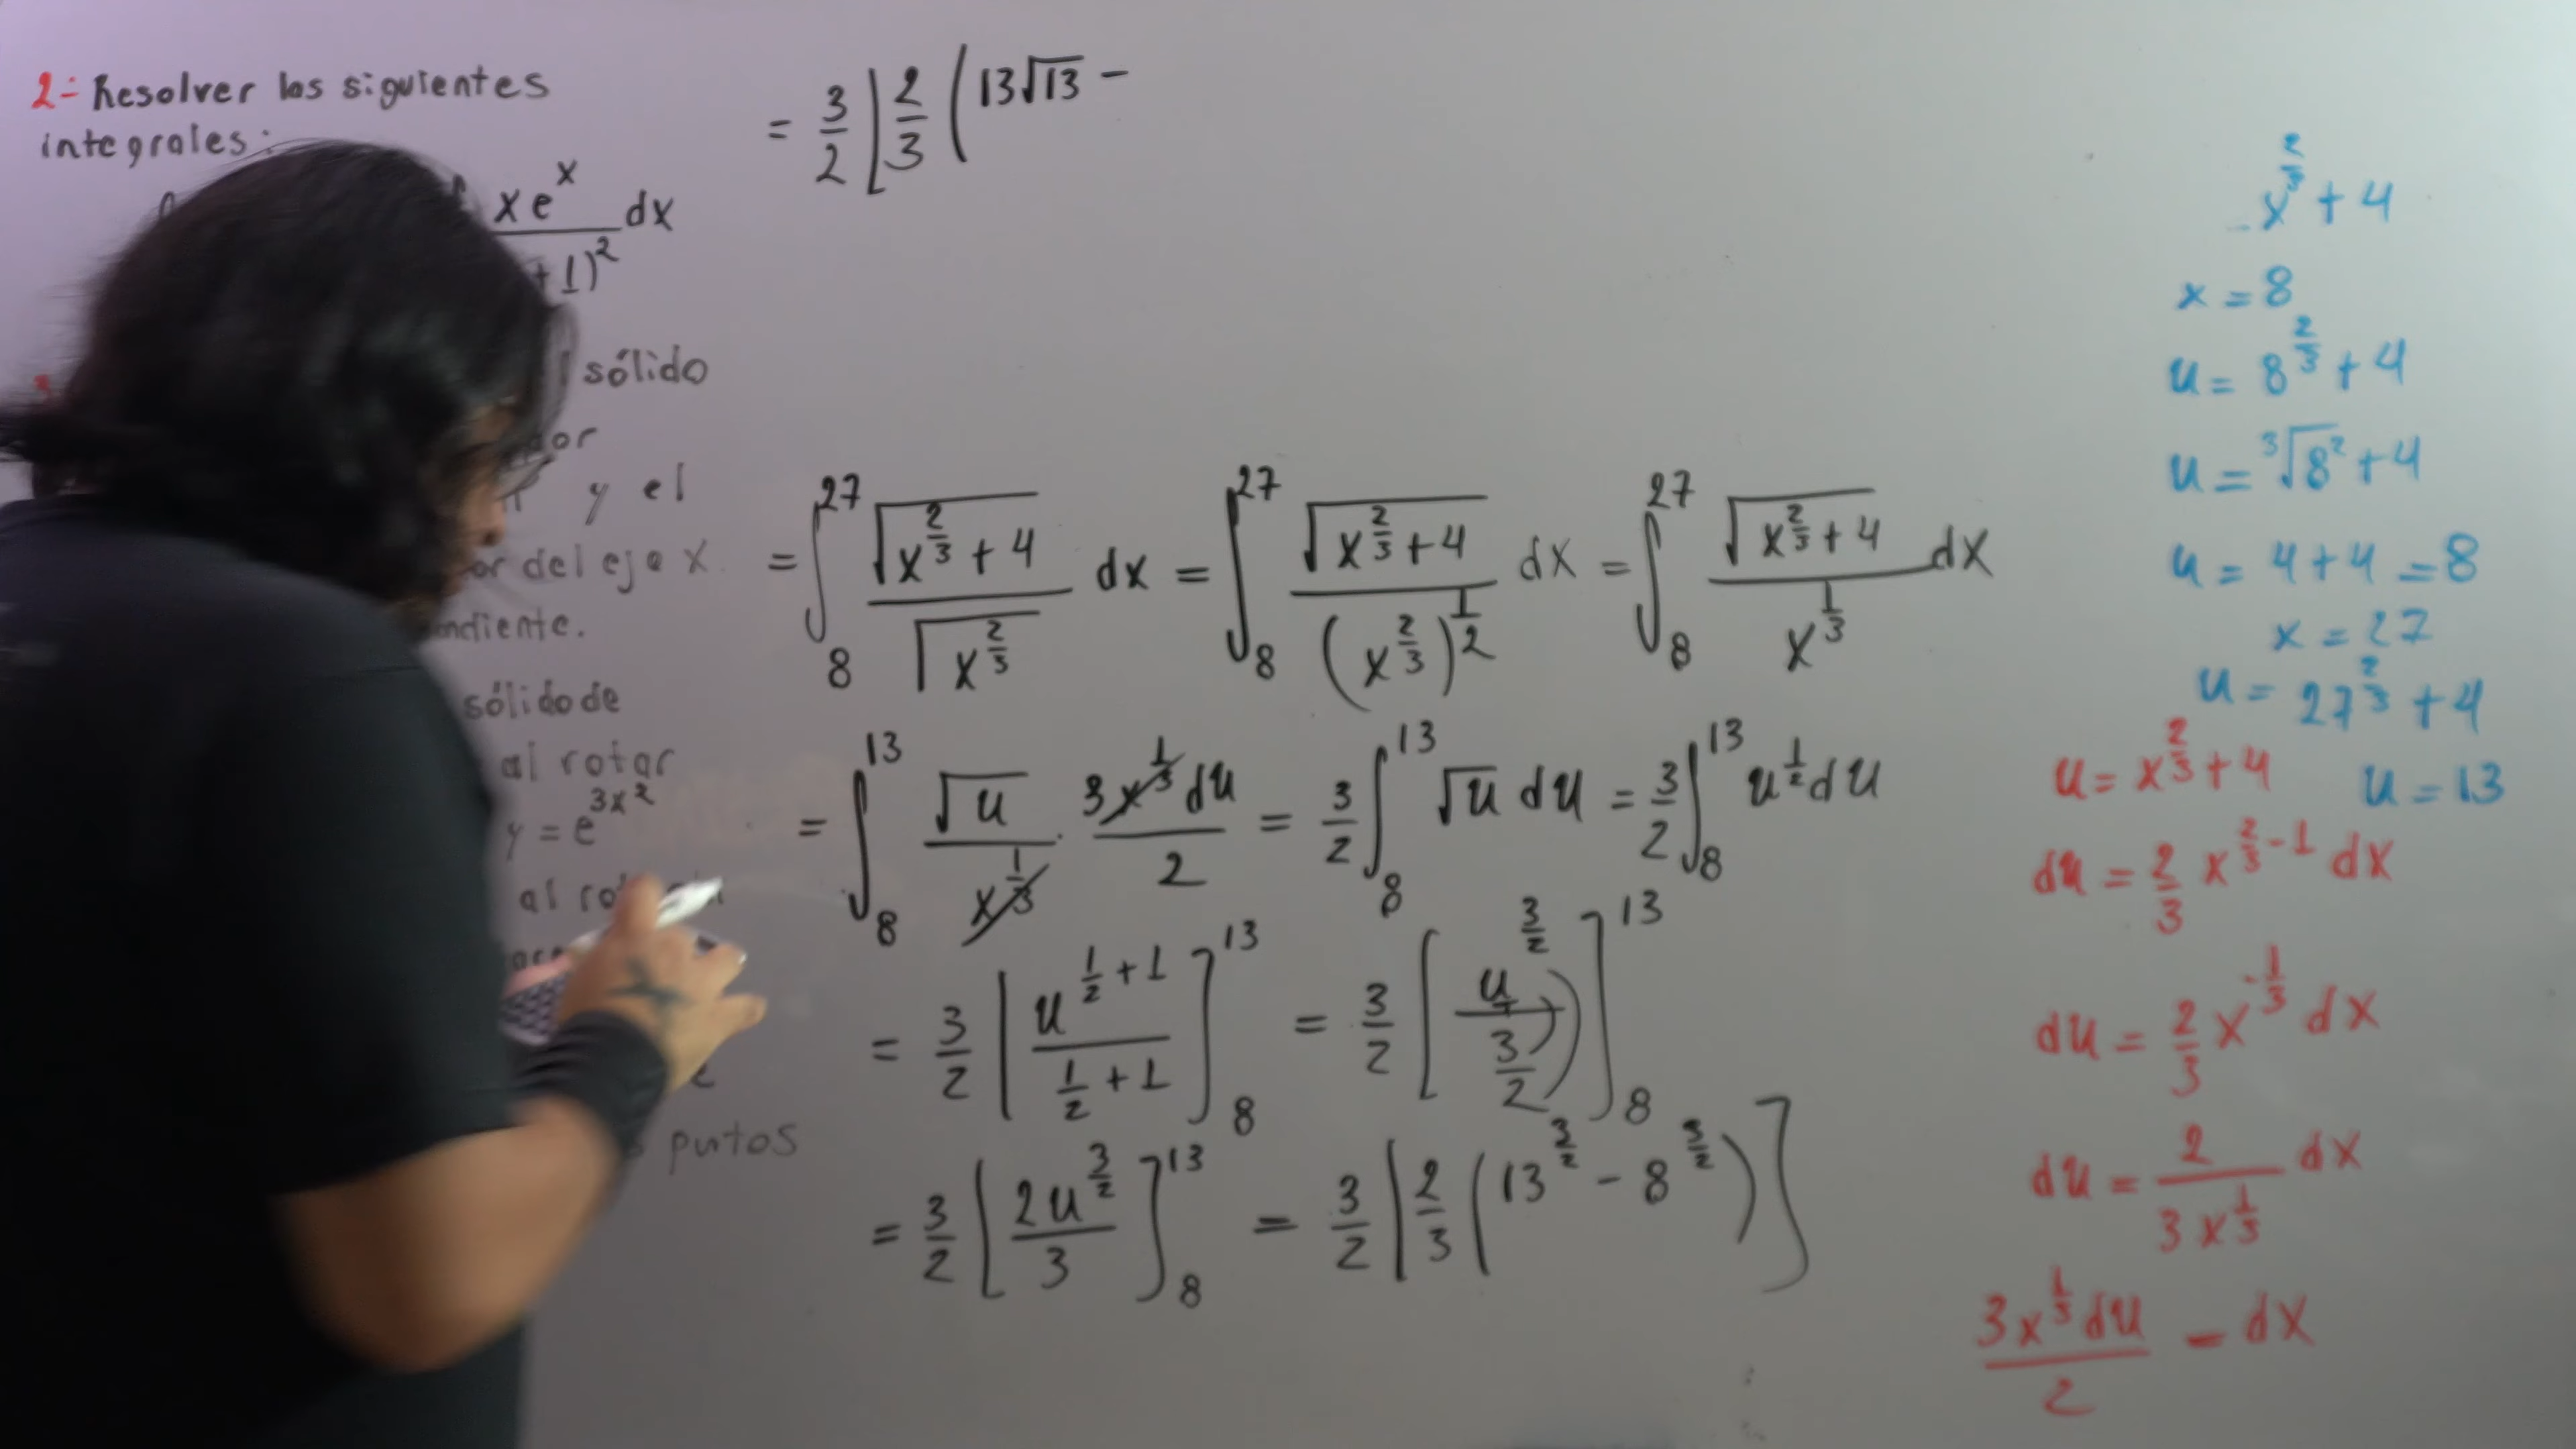 2.- Resolver las siguientes
integrales:
x e^x dx
+1)^2
sólido
y el
del eje X
sólido de
al rotar
y = e^{3x^2}
al
puntos
= 3/2 [ 2/3 ( 13√13 -
= ∫_8^27 √(x^{2/3} + 4) / √(x^{2/3}) dx = ∫_8^27 √(x^{2/3} + 4) / (x^{2/3})^{1/2} dx = ∫_8^27 √(x^{2/3} + 4) / x^{1/3} dx
= ∫_8^13 √u / x^{1/3} · 3x^{1/3} du / 2 = 3/2 ∫_8^13 √u du = 3/2 ∫_8^13 u^{1/2} du
= 3/2 [ u^{1/2 + 1} / (1/2 + 1) ]_8^13 = 3/2 [ u^{3/2} / (3/2) ]_8^13
= 3/2 [ 2u^{3/2} / 3 ]_8^13 = 3/2 [ 2/3 ( 13^{3/2} - 8^{3/2} ) ]
x^{2/3} + 4
x = 8
u = 8^{2/3} + 4
u = ∛8² + 4
u = 4 + 4 = 8
x = 27
u = 27^{2/3} + 4
u = 13
u = x^{2/3} + 4
du = 2/3 x^{2/3 - 1} dx
du = 2/3 x^{-1/3} dx
du = 2 / 3x^{1/3} dx
3x^{1/3} du / 2 = dx